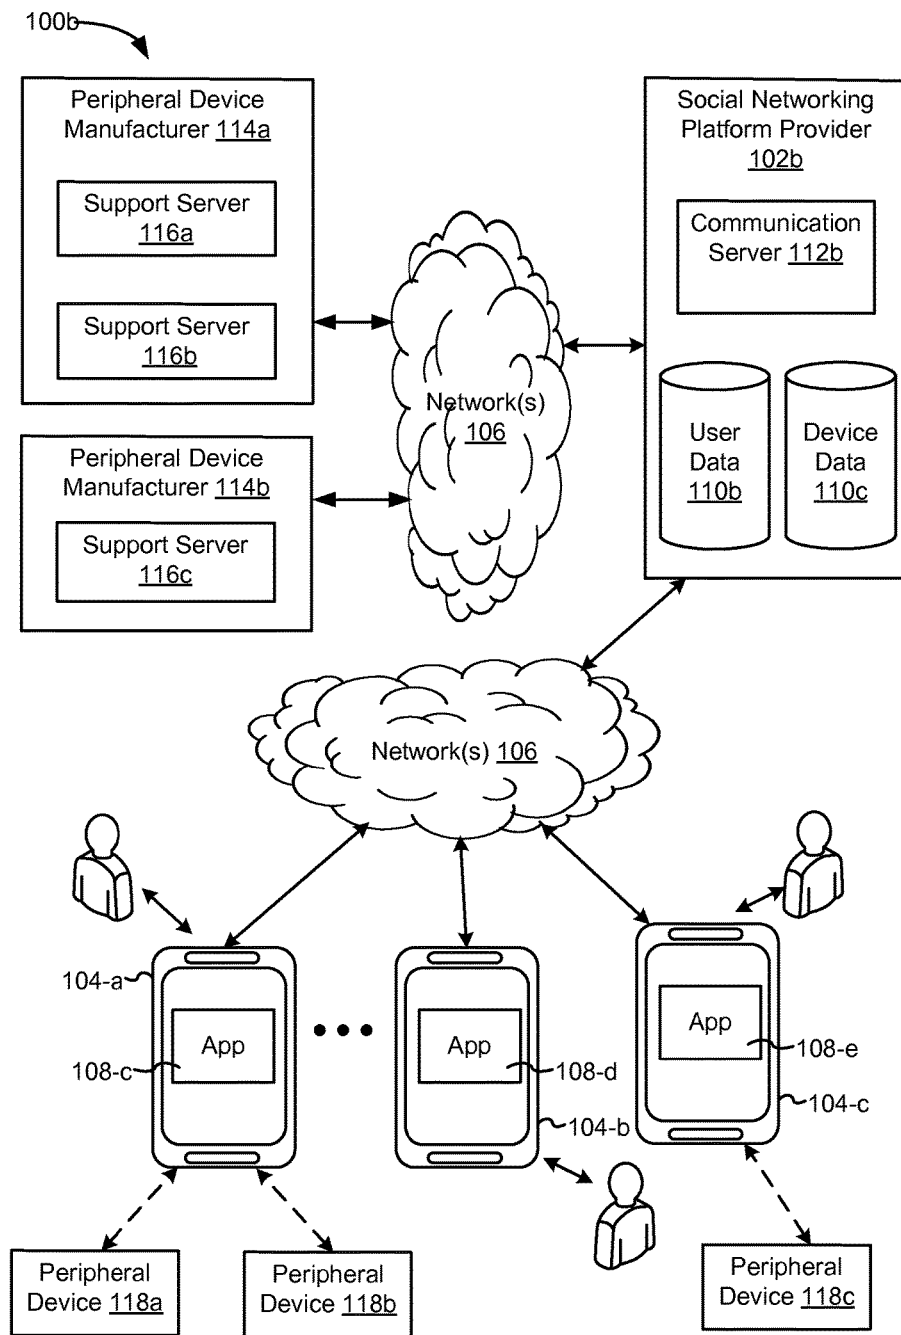 100b
Peripheral Device
Manufacturer 114a
Support Server
116a
Support Server
116b
Peripheral Device
Manufacturer 114b
Support Server
116c
Network(s)
106
Social Networking
Platform Provider
102b
Communication
Server 112b
User
Data
110b
Device
Data
110c
Network(s) 106
104-a
App
108-c
App
108-d
104-b
App
108-e
104-c
Peripheral
Device 118a
Peripheral
Device 118b
Peripheral
Device 118c